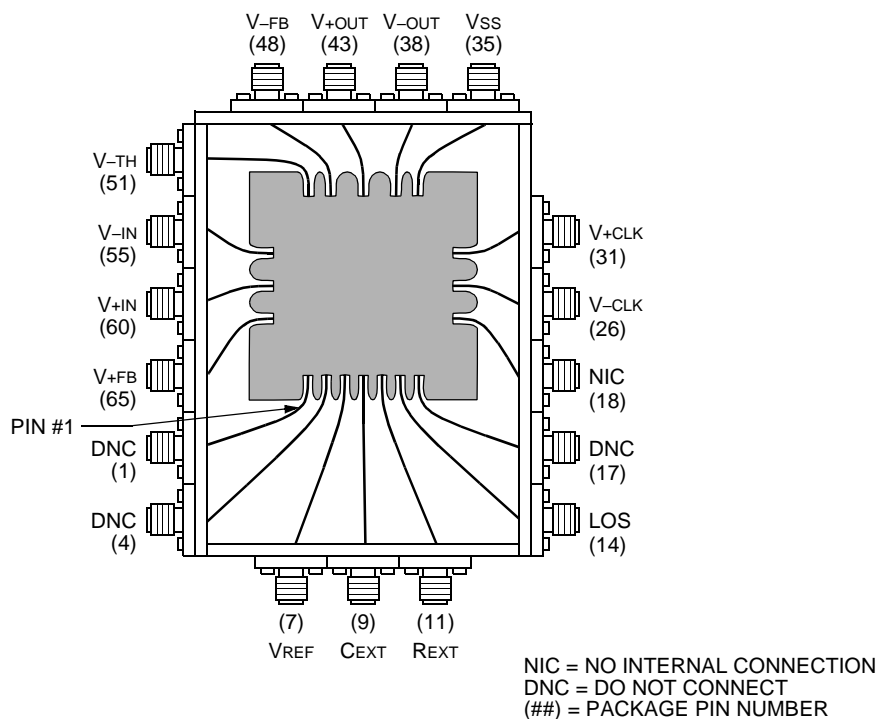 V–FB
(48)
V+OUT
(43)
V–OUT
(38)
VSS
(35)
V–TH
(51)
V–IN
(55)
V+IN
(60)
V+FB
(65)
PIN #1
DNC
(1)
DNC
(4)
V+CLK
(31)
V–CLK
(26)
NIC
(18)
DNC
(17)
LOS
(14)
(7)
VREF
(9)
CEXT
(11)
REXT
NIC = NO INTERNAL CONNECTION
DNC = DO NOT CONNECT
(##) = PACKAGE PIN NUMBER